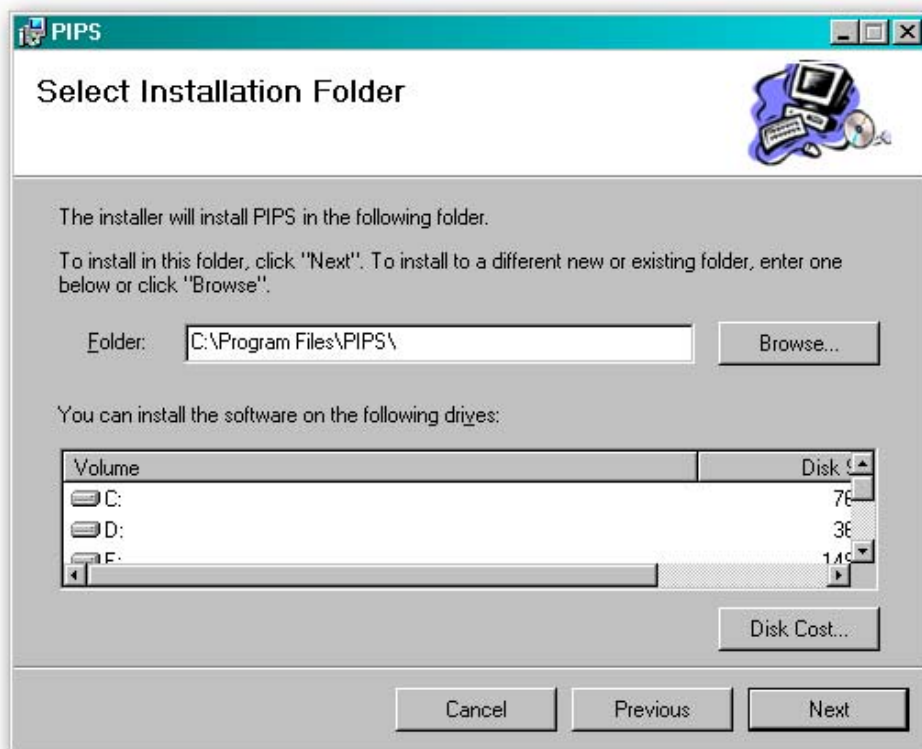 PIPS
Select Installation Folder
The installer will install PIPS in the following folder.
To install in this folder, click "Next". To install to a different new or existing folder, enter one
below or click "Browse".
Folder: C:\Program Files\PIPS\ Browse...
You can install the software on the following drives:
Volume Disk
C:
D:
Disk Cost...
Cancel Previous Next